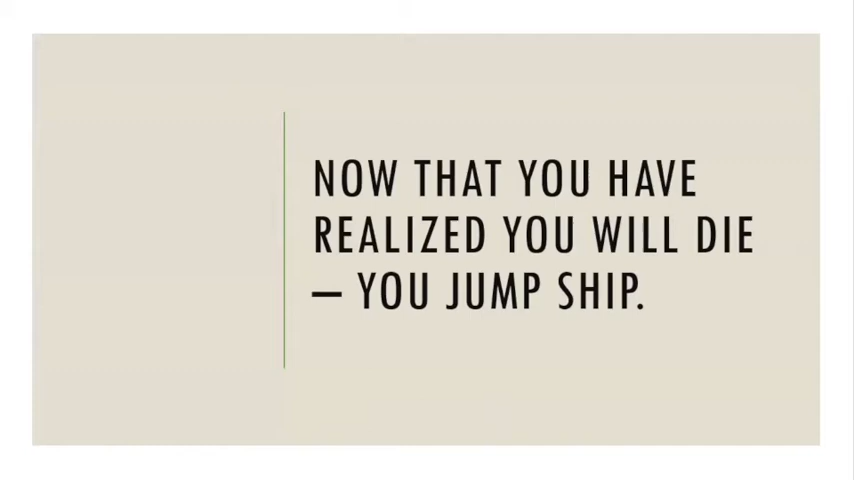 NOW THAT YOU HAVE
REALIZED YOU WILL DIE
– YOU JUMP SHIP.